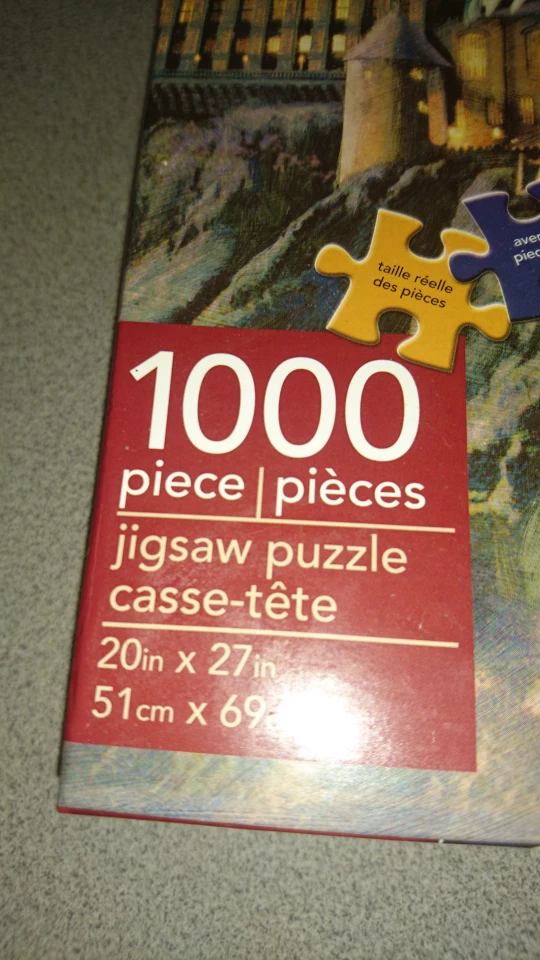 taille réelle
des pièces
1000
piece | pièces
jigsaw puzzle
casse-tête
20in x 27in
51cm x 69